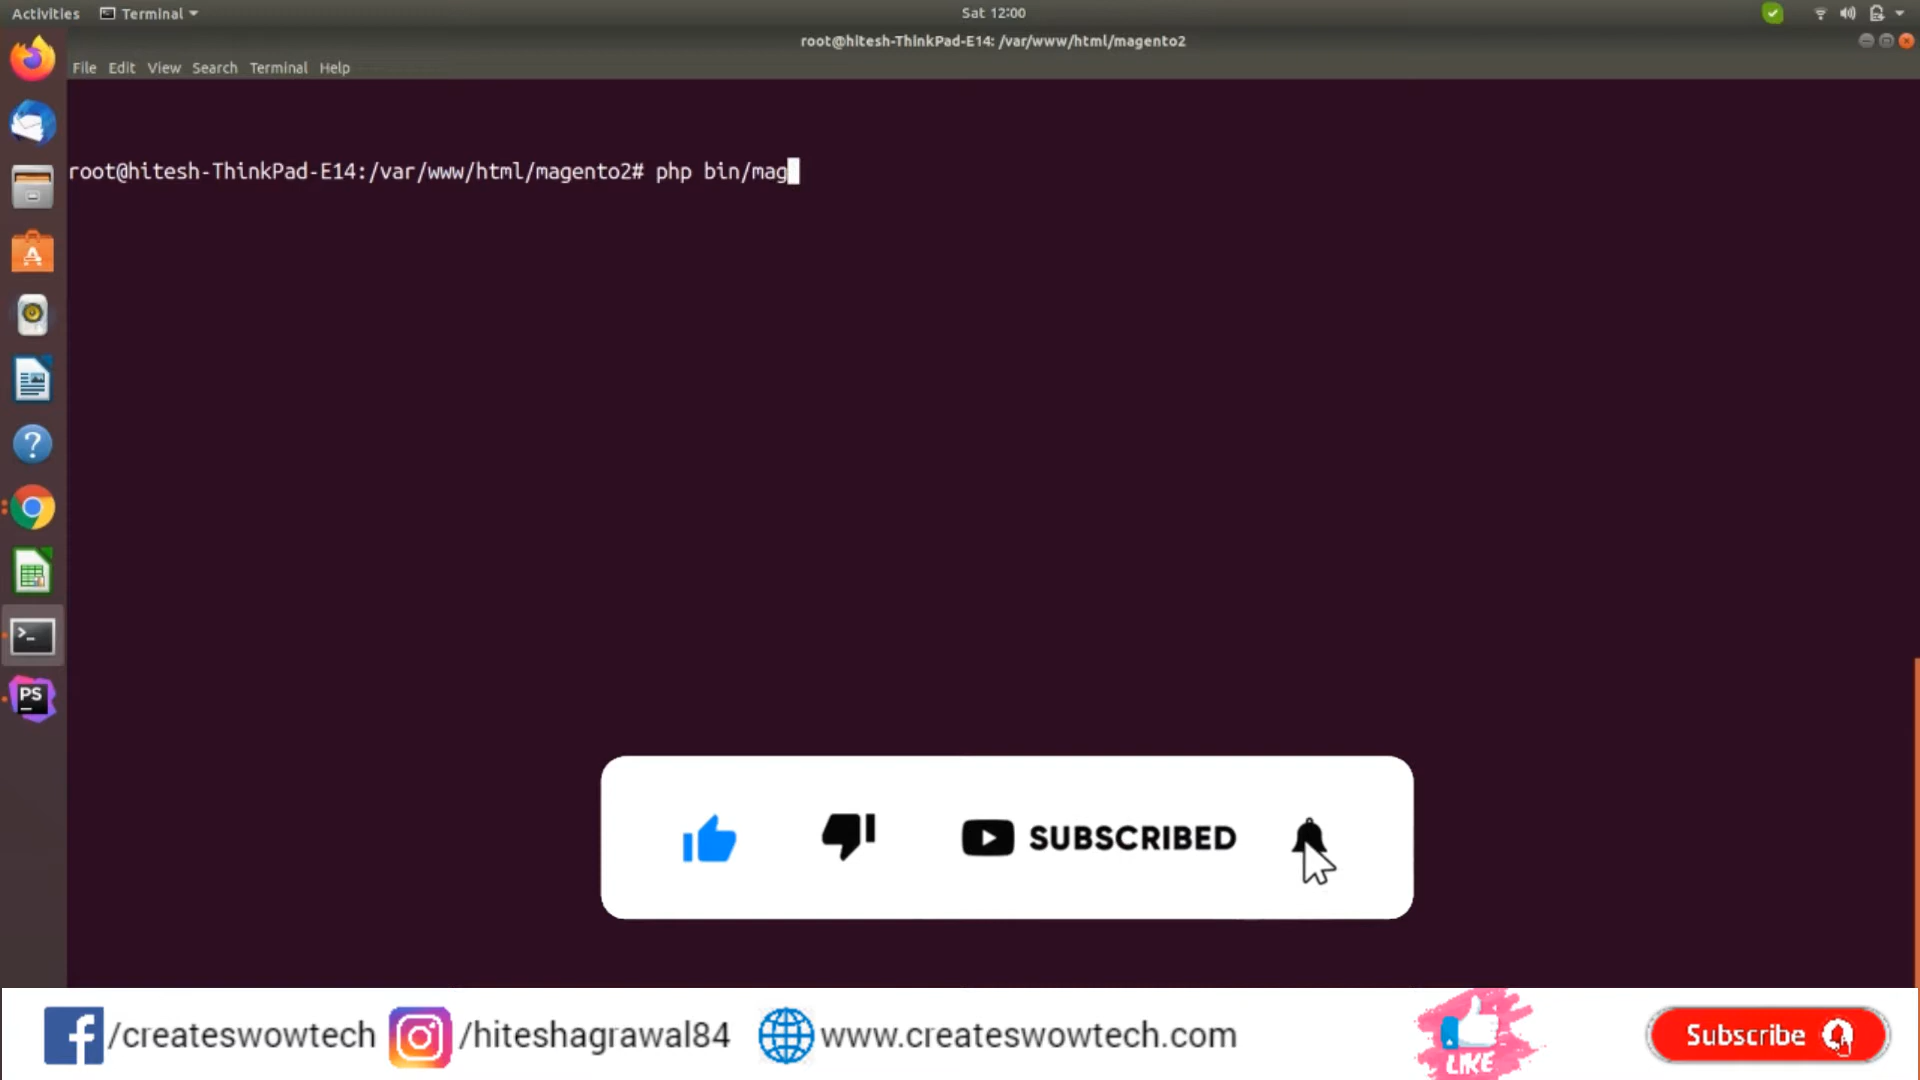 Activities Terminal Sat 12:00
root@hitesh-ThinkPad-E14: /var/www/html/magento2
File Edit View Search Terminal Help
root@hitesh-ThinkPad-E14:/var/www/html/magento2# php bin/mag
PS
SUBSCRIBED
/createswowtech /hiteshagrawal84 www.createswowtech.com LIKE Subscribe